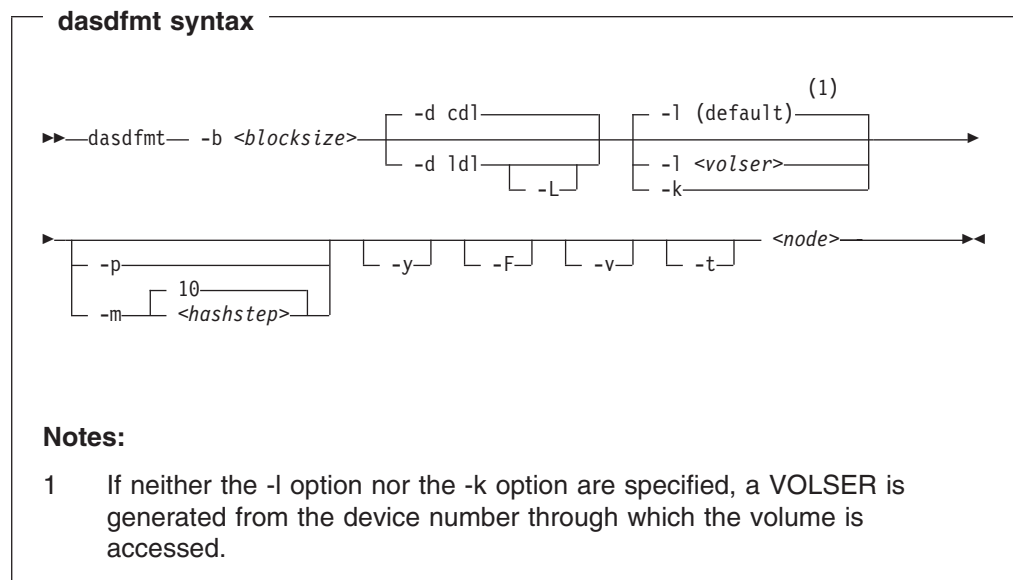 dasdfmt syntax
(1)
-d cdl -l (default)
dasdfmt -b <blocksize>
-d ldl -l <volser>
-L -k
<node>
-p -y -F -v -t
10
-m <hashstep>
Notes:
1 If neither the -l option nor the -k option are specified, a VOLSER is
generated from the device number through which the volume is
accessed.